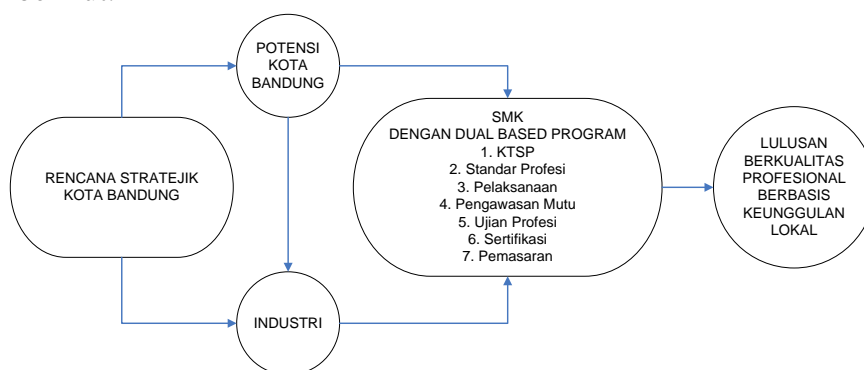 POTENSI
KOTA
BANDUNG
RENCANA STRATEJIK
KOTA BANDUNG
INDUSTRI
SMK
DENGAN DUAL BASED PROGRAM
1. KTSP
2. Standar Profesi
3. Pelaksanaan
4. Pengawasan Mutu
5. Ujian Profesi
6. Sertifikasi
7. Pemasaran
LULUSAN
BERKUALITAS
PROFESIONAL
BERBASIS
KEUNGGULAN
LOKAL